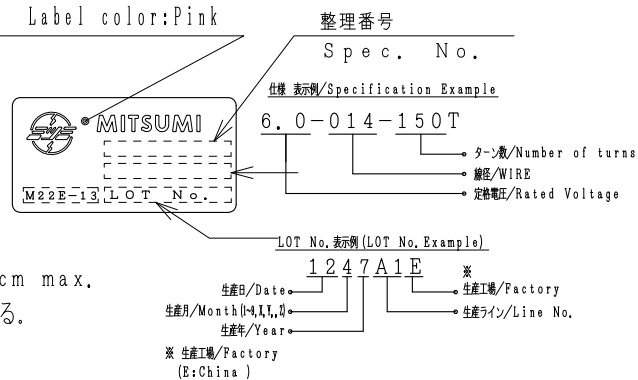 Label color:Pink
整理番号
Spec. No.
仕様 表示例/Specification Example
6.0-014-150T
ターン数/Number of turns
線径/WIRE
定格電圧/Rated Voltage
MITSUMI
M22E-13 LOT No.
LOT No.表示例(LOT No.Example)
1247A1E
※
生産工場/Factory
生産ライン/Line No.
生産日/Date
生産月/Month(1~9,X,Y,,Z)
生産年/Year
※ 生産工場/Factory
(E:China )
cm max.
る。